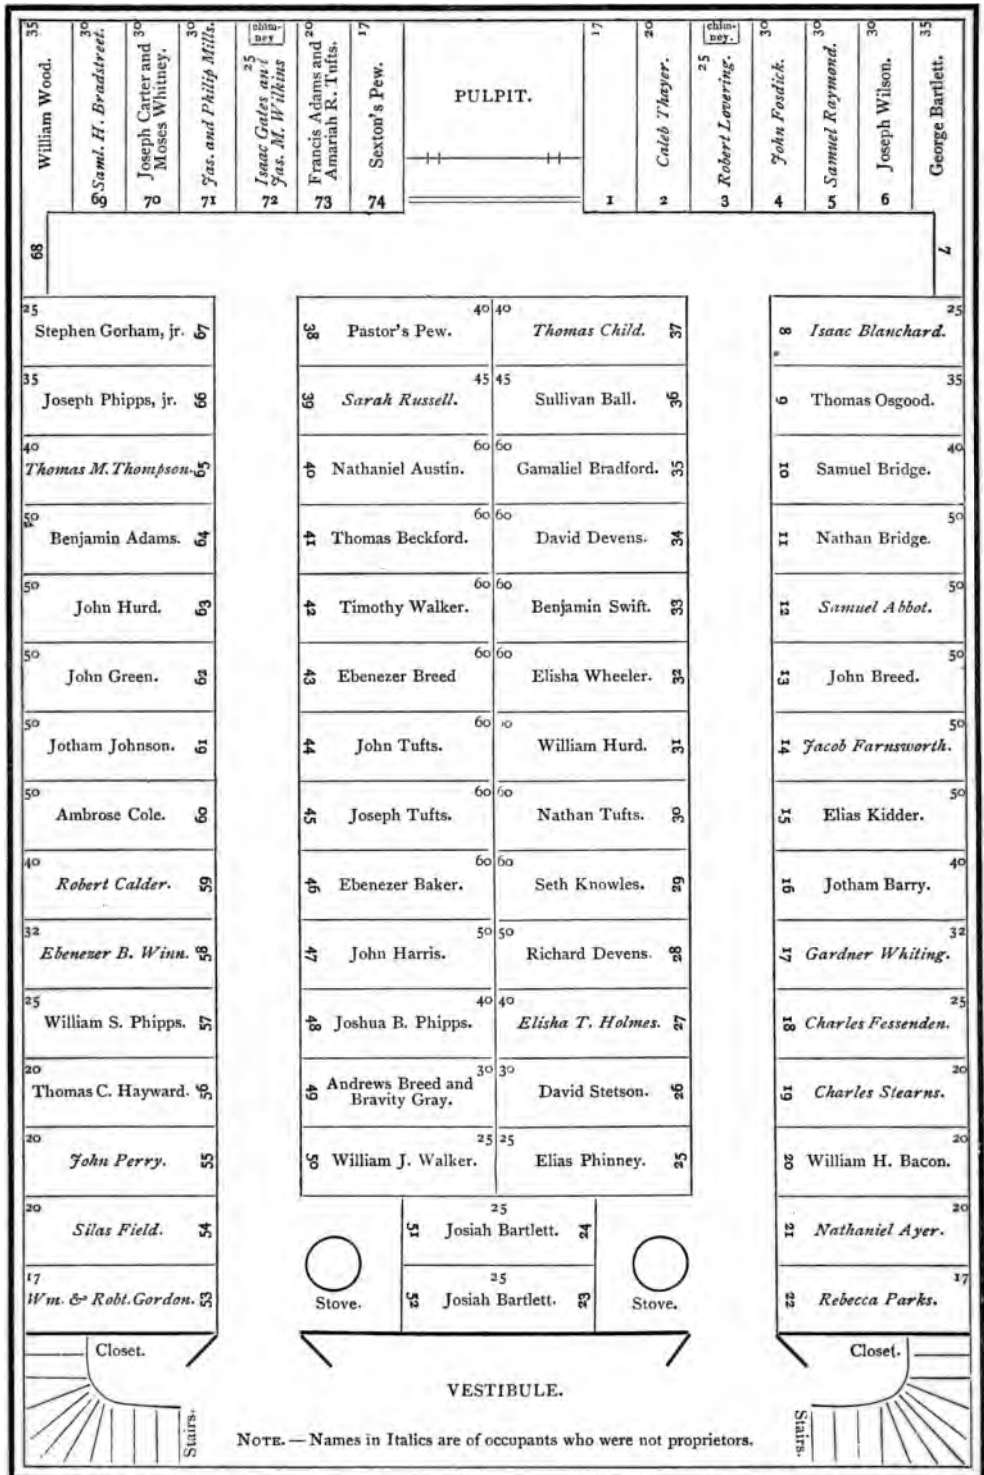 35
William Wood.
30
69 Saml. H. Bradstreet.
30
Joseph Carter and
Moses Whitney.
70
30
71 Jas. and Philip Mills.
chim-
ney
25
Isaac Gates and
Jas. M. Wilkins
72
20
Francis Adams and
Amariah R. Tufts.
73
17
Sexton's Pew.
74
PULPIT.
17
1
20
Caleb Thayer.
2
chim-
ney.
25
Robert Lovering.
3
30
John Fosdick.
4
30
Samuel Raymond.
5
30
Joseph Wilson.
6
35
George Bartlett.
68
7
25
Stephen Gorham, jr. 67
40 40
38 Pastor's Pew.
Thomas Child. 37
25
8 Isaac Blanchard.
35
Joseph Phipps, jr. 66
45 45
39 Sarah Russell.
Sullivan Ball. 36
35
9 Thomas Osgood.
40
Thomas M. Thompson. 65
60 60
40 Nathaniel Austin.
Gamaliel Bradford. 35
40
10 Samuel Bridge.
50
Benjamin Adams. 64
60 60
41 Thomas Beckford.
David Devens. 34
50
11 Nathan Bridge.
50
John Hurd. 63
60 60
42 Timothy Walker.
Benjamin Swift. 33
50
12 Samuel Abbot.
50
John Green. 62
60 60
43 Ebenezer Breed
Elisha Wheeler. 32
50
13 John Breed.
50
Jotham Johnson. 61
60
44 John Tufts.
William Hurd. 31
50
14 Jacob Farnsworth.
50
Ambrose Cole. 60
60 60
45 Joseph Tufts.
Nathan Tufts. 30
50
15 Elias Kidder.
40
Robert Calder. 59
60 60
46 Ebenezer Baker.
Seth Knowles. 29
40
16 Jotham Barry.
32
Ebenezer B. Winn. 58
50 50
47 John Harris.
Richard Devens. 28
32
17 Gardner Whiting.
25
William S. Phipps. 57
40 40
48 Joshua B. Phipps.
Elisha T. Holmes. 27
25
18 Charles Fessenden.
20
Thomas C. Hayward. 56
30 30
49 Andrews Breed and
Bravity Gray.
David Stetson. 26
20
19 Charles Stearns.
20
John Perry. 55
25 25
50 William J. Walker.
Elias Phinney. 25
20
20 William H. Bacon.
20
Silas Field. 54
25
51 Josiah Bartlett. 24
20
21 Nathaniel Ayer.
17
Wm. & Robt. Gordon. 53
Stove.
25
52 Josiah Bartlett. 23
Stove.
17
22 Rebecca Parks.
Closet.
Closet.
VESTIBULE.
Stairs.
Stairs.
NOTE. — Names in Italics are of occupants who were not proprietors.